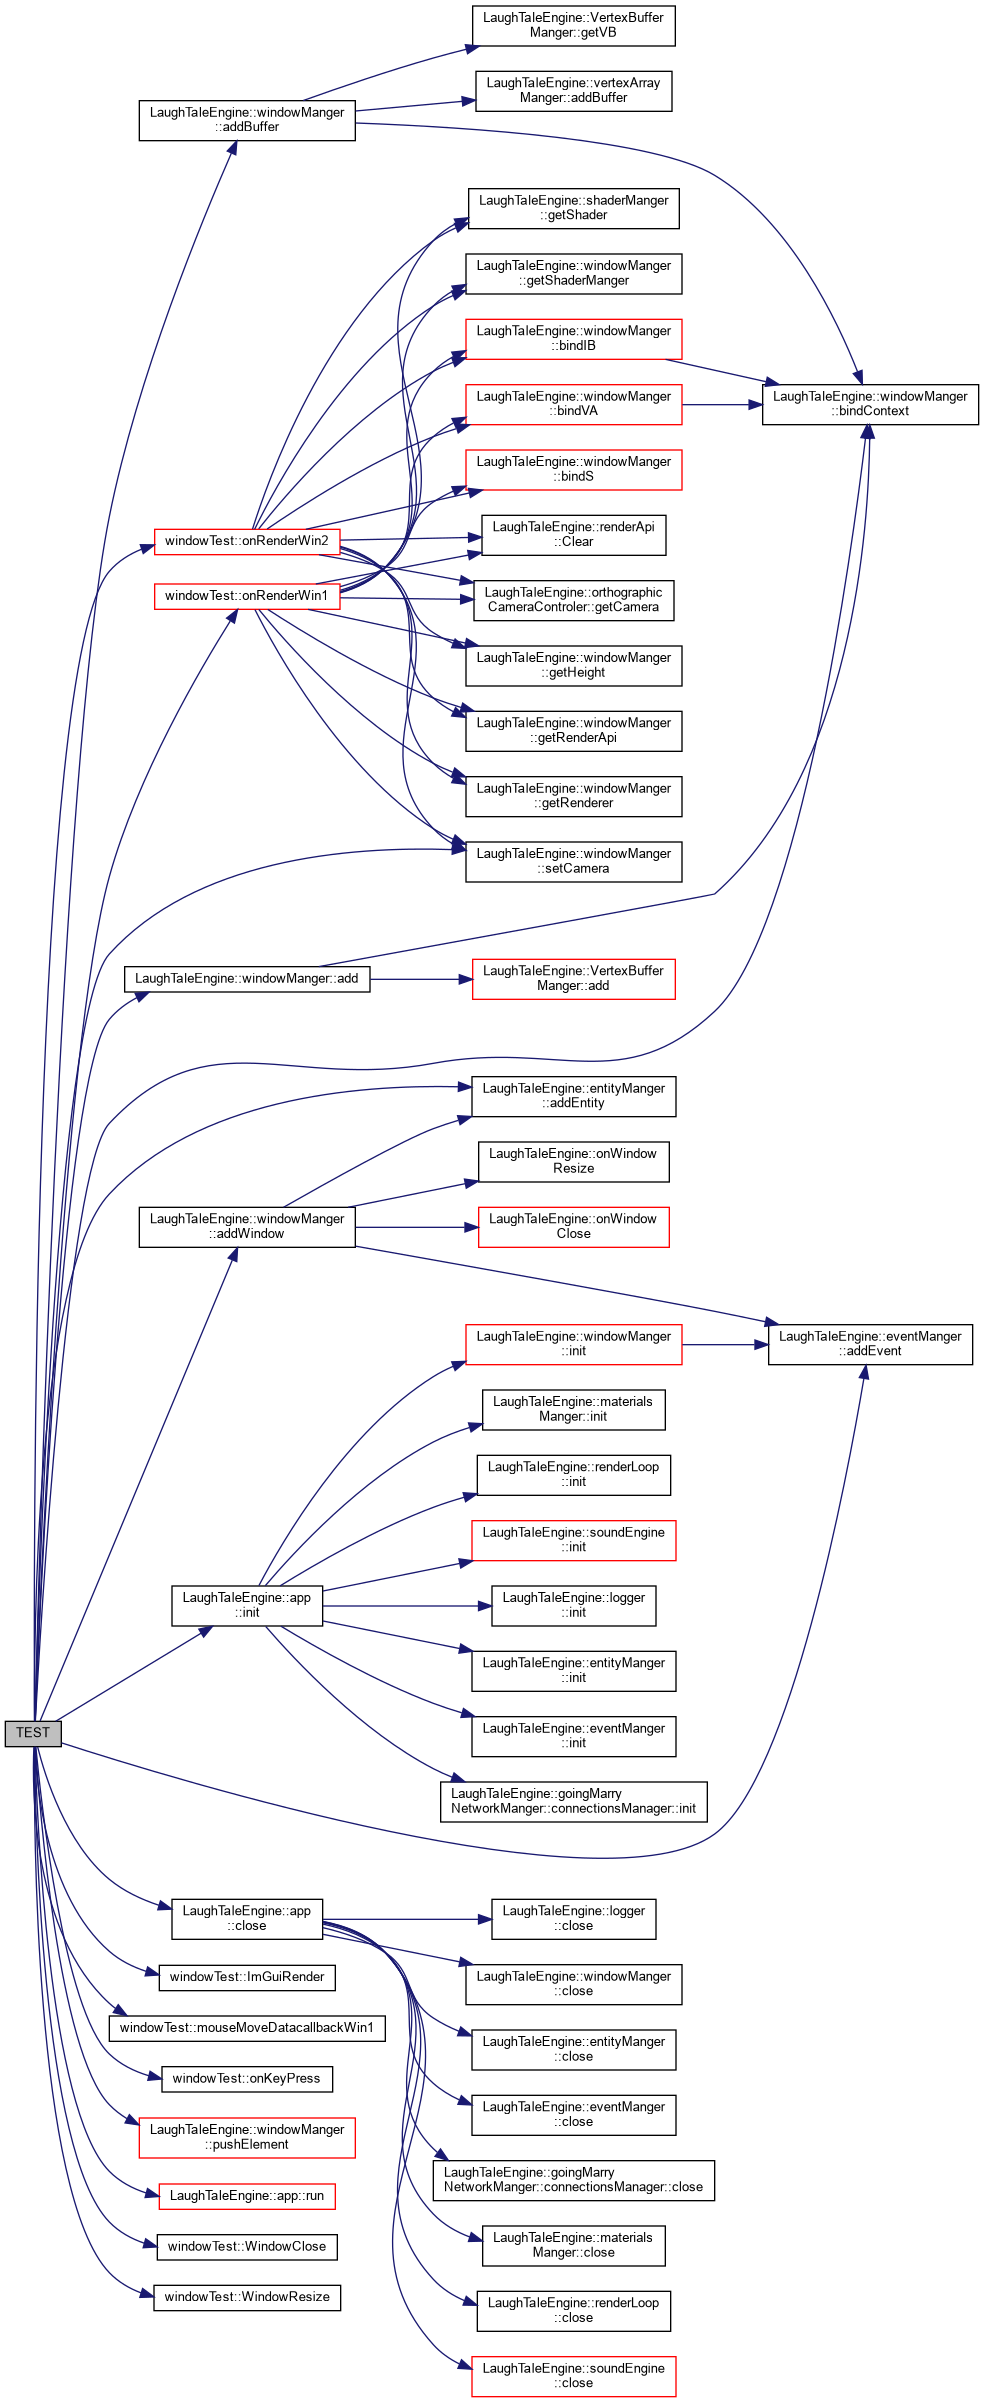 LaughTaleEngine::VertexBuffer
Manger::getVB
LaughTaleEngine::vertexArray
Manger::addBuffer
LaughTaleEngine::windowManger
::addBuffer
LaughTaleEngine::shaderManger
::getShader
LaughTaleEngine::windowManger
::getShaderManger
LaughTaleEngine::windowManger
::bindIB
LaughTaleEngine::windowManger
::bindVA
LaughTaleEngine::windowManger
::bindContext
LaughTaleEngine::windowManger
::bindS
LaughTaleEngine::renderApi
::Clear
windowTest::onRenderWin2
windowTest::onRenderWin1
LaughTaleEngine::orthographic
CameraControler::getCamera
LaughTaleEngine::windowManger
::getHeight
LaughTaleEngine::windowManger
::getRenderApi
LaughTaleEngine::windowManger
::getRenderer
LaughTaleEngine::windowManger
::setCamera
LaughTaleEngine::windowManger::add
LaughTaleEngine::VertexBuffer
Manger::add
LaughTaleEngine::entityManger
::addEntity
LaughTaleEngine::onWindow
Resize
LaughTaleEngine::windowManger
::addWindow
LaughTaleEngine::onWindow
Close
LaughTaleEngine::windowManger
::init
LaughTaleEngine::eventManger
::addEvent
LaughTaleEngine::materials
Manger::init
LaughTaleEngine::renderLoop
::init
LaughTaleEngine::soundEngine
::init
LaughTaleEngine::app
::init
LaughTaleEngine::logger
::init
LaughTaleEngine::entityManger
::init
LaughTaleEngine::eventManger
::init
TEST
LaughTaleEngine::goingMarry
NetworkManger::connectionsManager::init
LaughTaleEngine::app
::close
LaughTaleEngine::logger
::close
windowTest::ImGuiRender
LaughTaleEngine::windowManger
::close
windowTest::mouseMoveDatacallbackWin1
LaughTaleEngine::entityManger
::close
windowTest::onKeyPress
LaughTaleEngine::eventManger
::close
LaughTaleEngine::windowManger
::pushElement
LaughTaleEngine::goingMarry
NetworkManger::connectionsManager::close
LaughTaleEngine::app::run
windowTest::WindowClose
LaughTaleEngine::materials
Manger::close
windowTest::WindowResize
LaughTaleEngine::renderLoop
::close
LaughTaleEngine::soundEngine
::close